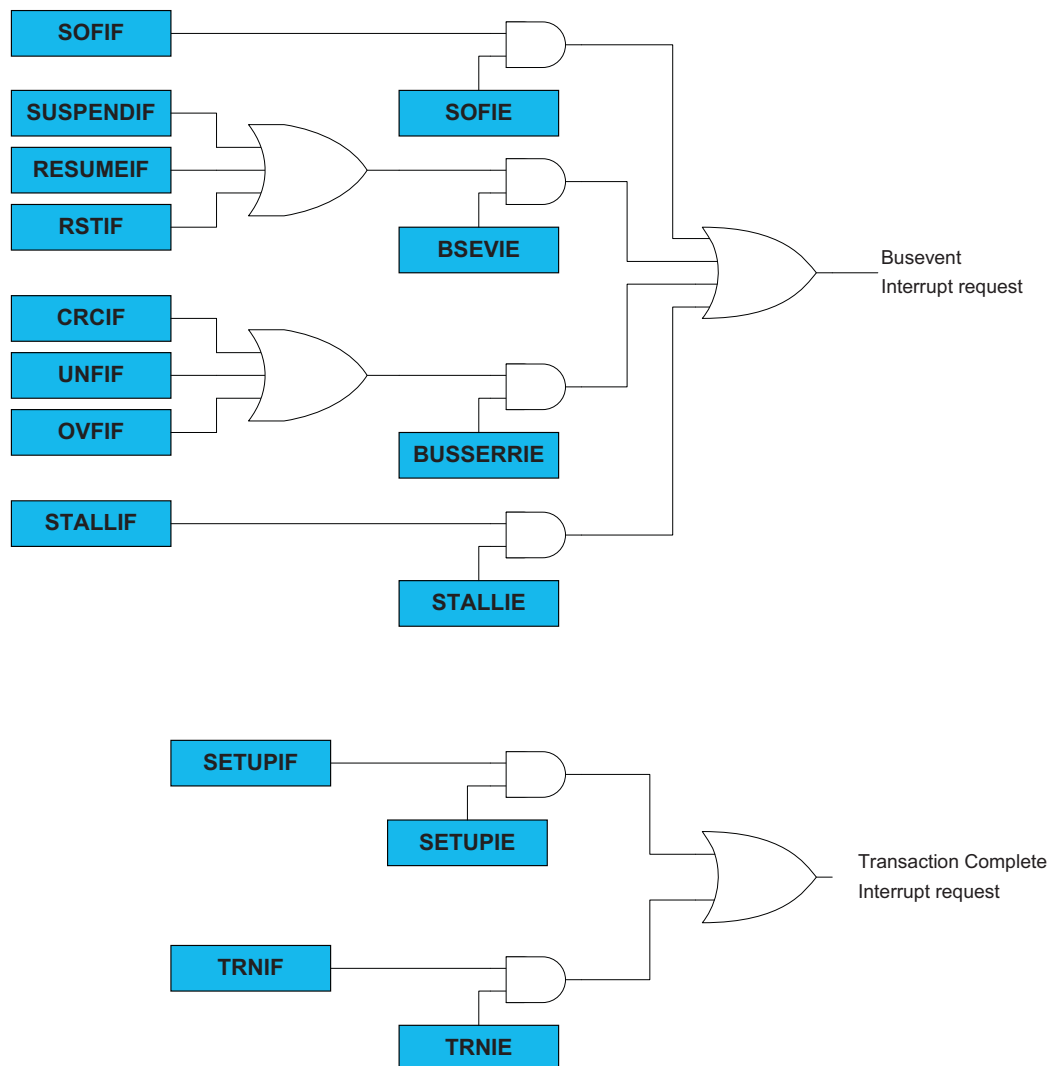 SOFIF
SOFIE
SUSPENDIF
RESUMEIF
RSTIF
BSEVIE
Busevent
Interrupt request
CRCIF
UNFIF
OVFIF
BUSSERRIE
STALLIF
STALLIE
SETUPIF
SETUPIE
Transaction Complete
Interrupt request
TRNIF
TRNIE